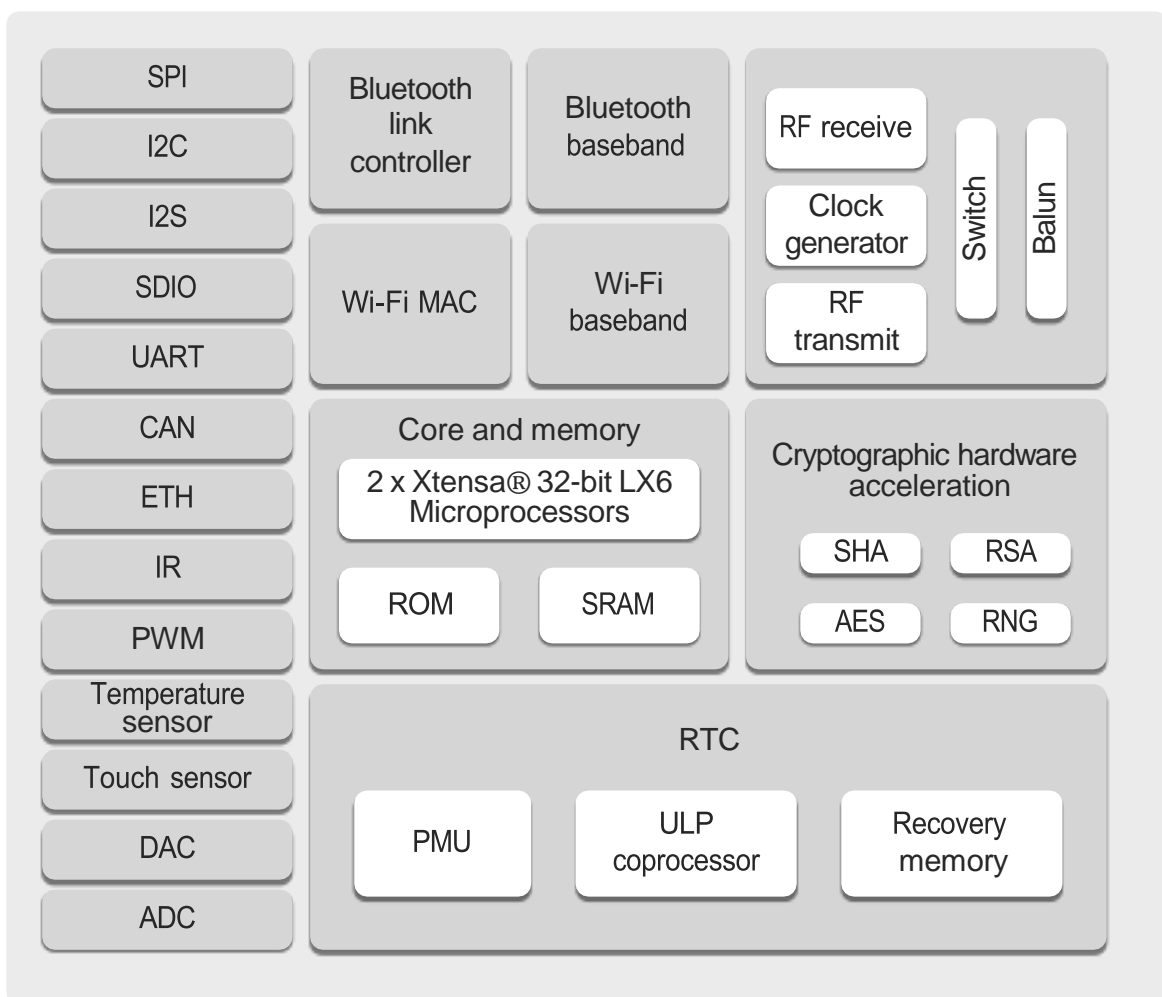 SPI
I2C
I2S
SDIO
UART
CAN
ETH
IR
PWM
Temperature
sensor
Touch sensor
DAC
ADC
Bluetooth
link
controller
Bluetooth
baseband
Wi-Fi MAC
Wi-Fi
baseband
RF receive
Clock
generator
RF
transmit
Switch
Balun
Core and memory
2 x Xtensa® 32-bit LX6
Microprocessors
ROM
SRAM
Cryptographic hardware
acceleration
SHA
RSA
AES
RNG
RTC
PMU
ULP
coprocessor
Recovery
memory